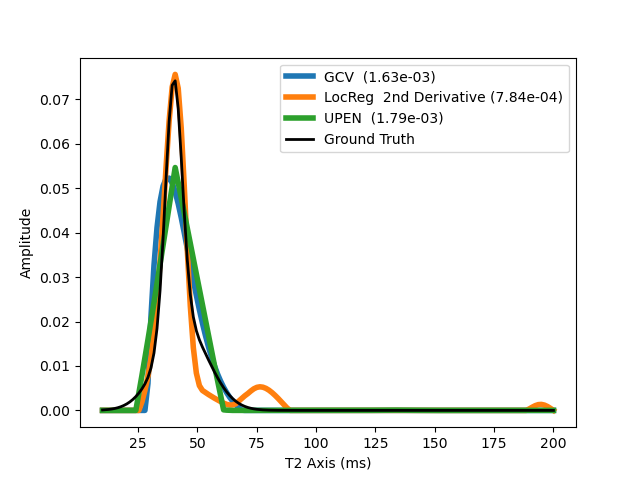 GCV (1.63e-03)
LocReg 2nd Derivative (7.84e-04)
UPEN (1.79e-03)
Ground Truth
0.07
0.06
0.05
0.04
0.03
0.02
0.01
0.00
Amplitude
25 50 75 100 125 150 175 200
T2 Axis (ms)